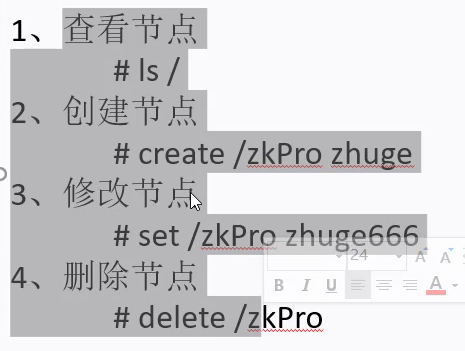 1、查看节点
# ls /
2、创建节点
# create /zkPro zhuge
3、修改节点
# set /zkPro zhuge666
24 A A
4、删除节点
B I U A
# delete /zkPro